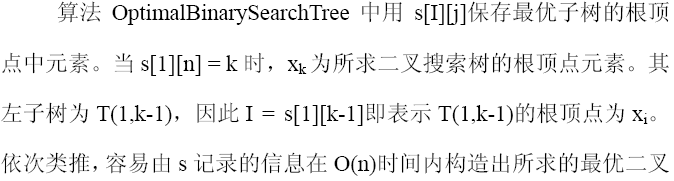 算法 OptimalBinarySearchTree 中用 s[I][j]保存最优子树的根顶
点中元素。当 s[1][n] = k 时，xk 为所求二叉搜索树的根顶点元素。其
左子树为 T(1,k-1)，因此 I = s[1][k-1]即表示 T(1,k-1)的根顶点为 xi。
依次类推，容易由 s 记录的信息在 O(n)时间内构造出所求的最优二叉